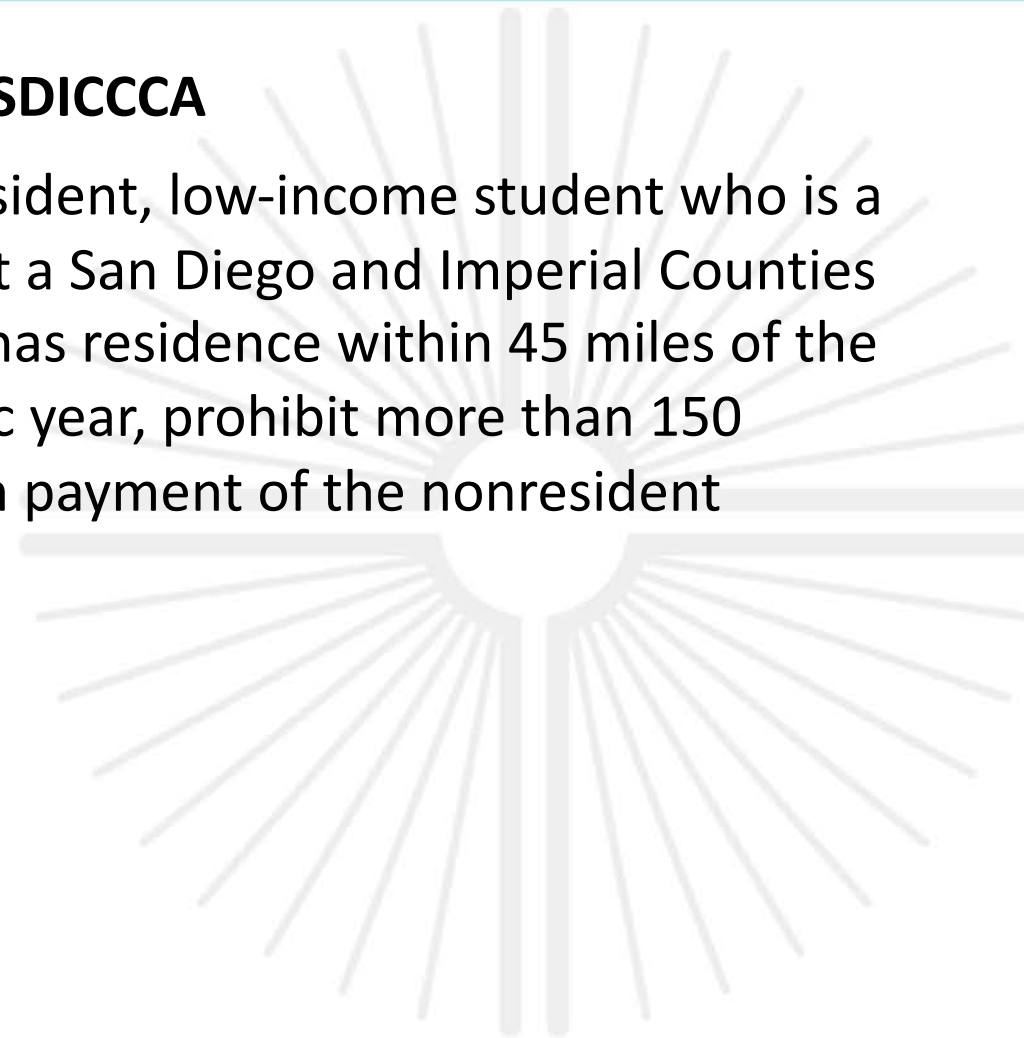 SDICCCA
sident, low-income student who is a
t a San Diego and Imperial Counties
has residence within 45 miles of the
c year, prohibit more than 150
payment of the nonresident